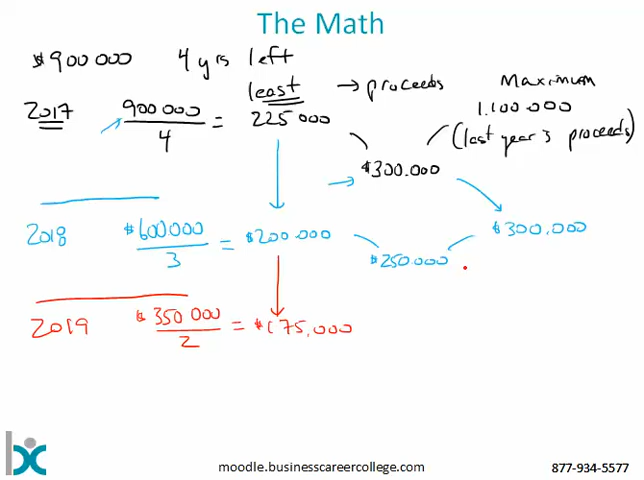 The Math
$900 000 4 yrs left
least → proceeds Maximum
2017 900 000 / 4 = 225 000 1.100.000
(last year's proceeds)
$300.000
2018 $600000 / 3 = $200.000 $300,000
$250.000
2019 $350 000 / 2 = $175,000
moodle.businesscareercollege.com 877-934-5577